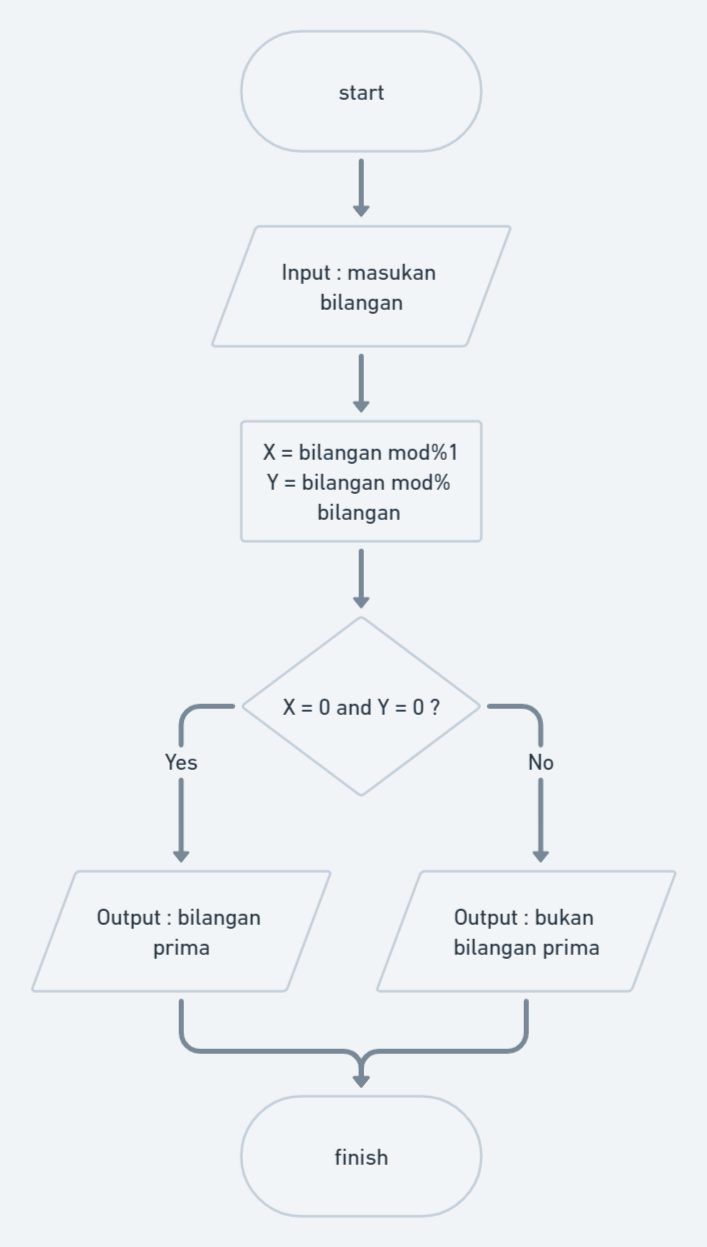 start
Input : masukan
bilangan
X = bilangan mod%1
Y = bilangan mod%
bilangan
X = 0 and Y = 0 ?
Yes
No
Output : bilangan
prima
Output : bukan
bilangan prima
finish